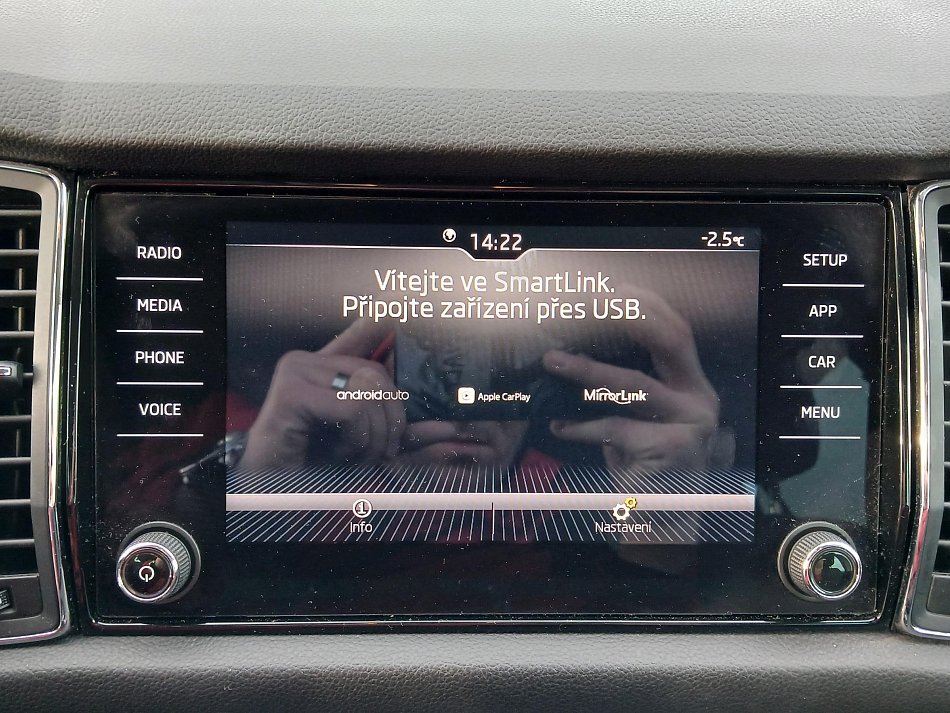 14:22
-2.5°C
RADIO
MEDIA
PHONE
VOICE
Vítejte ve SmartLink.
Připojte zařízení přes USB.
androidauto
Apple CarPlay
MirrorLink
Info
Nastavení
SETUP
APP
CAR
MENU